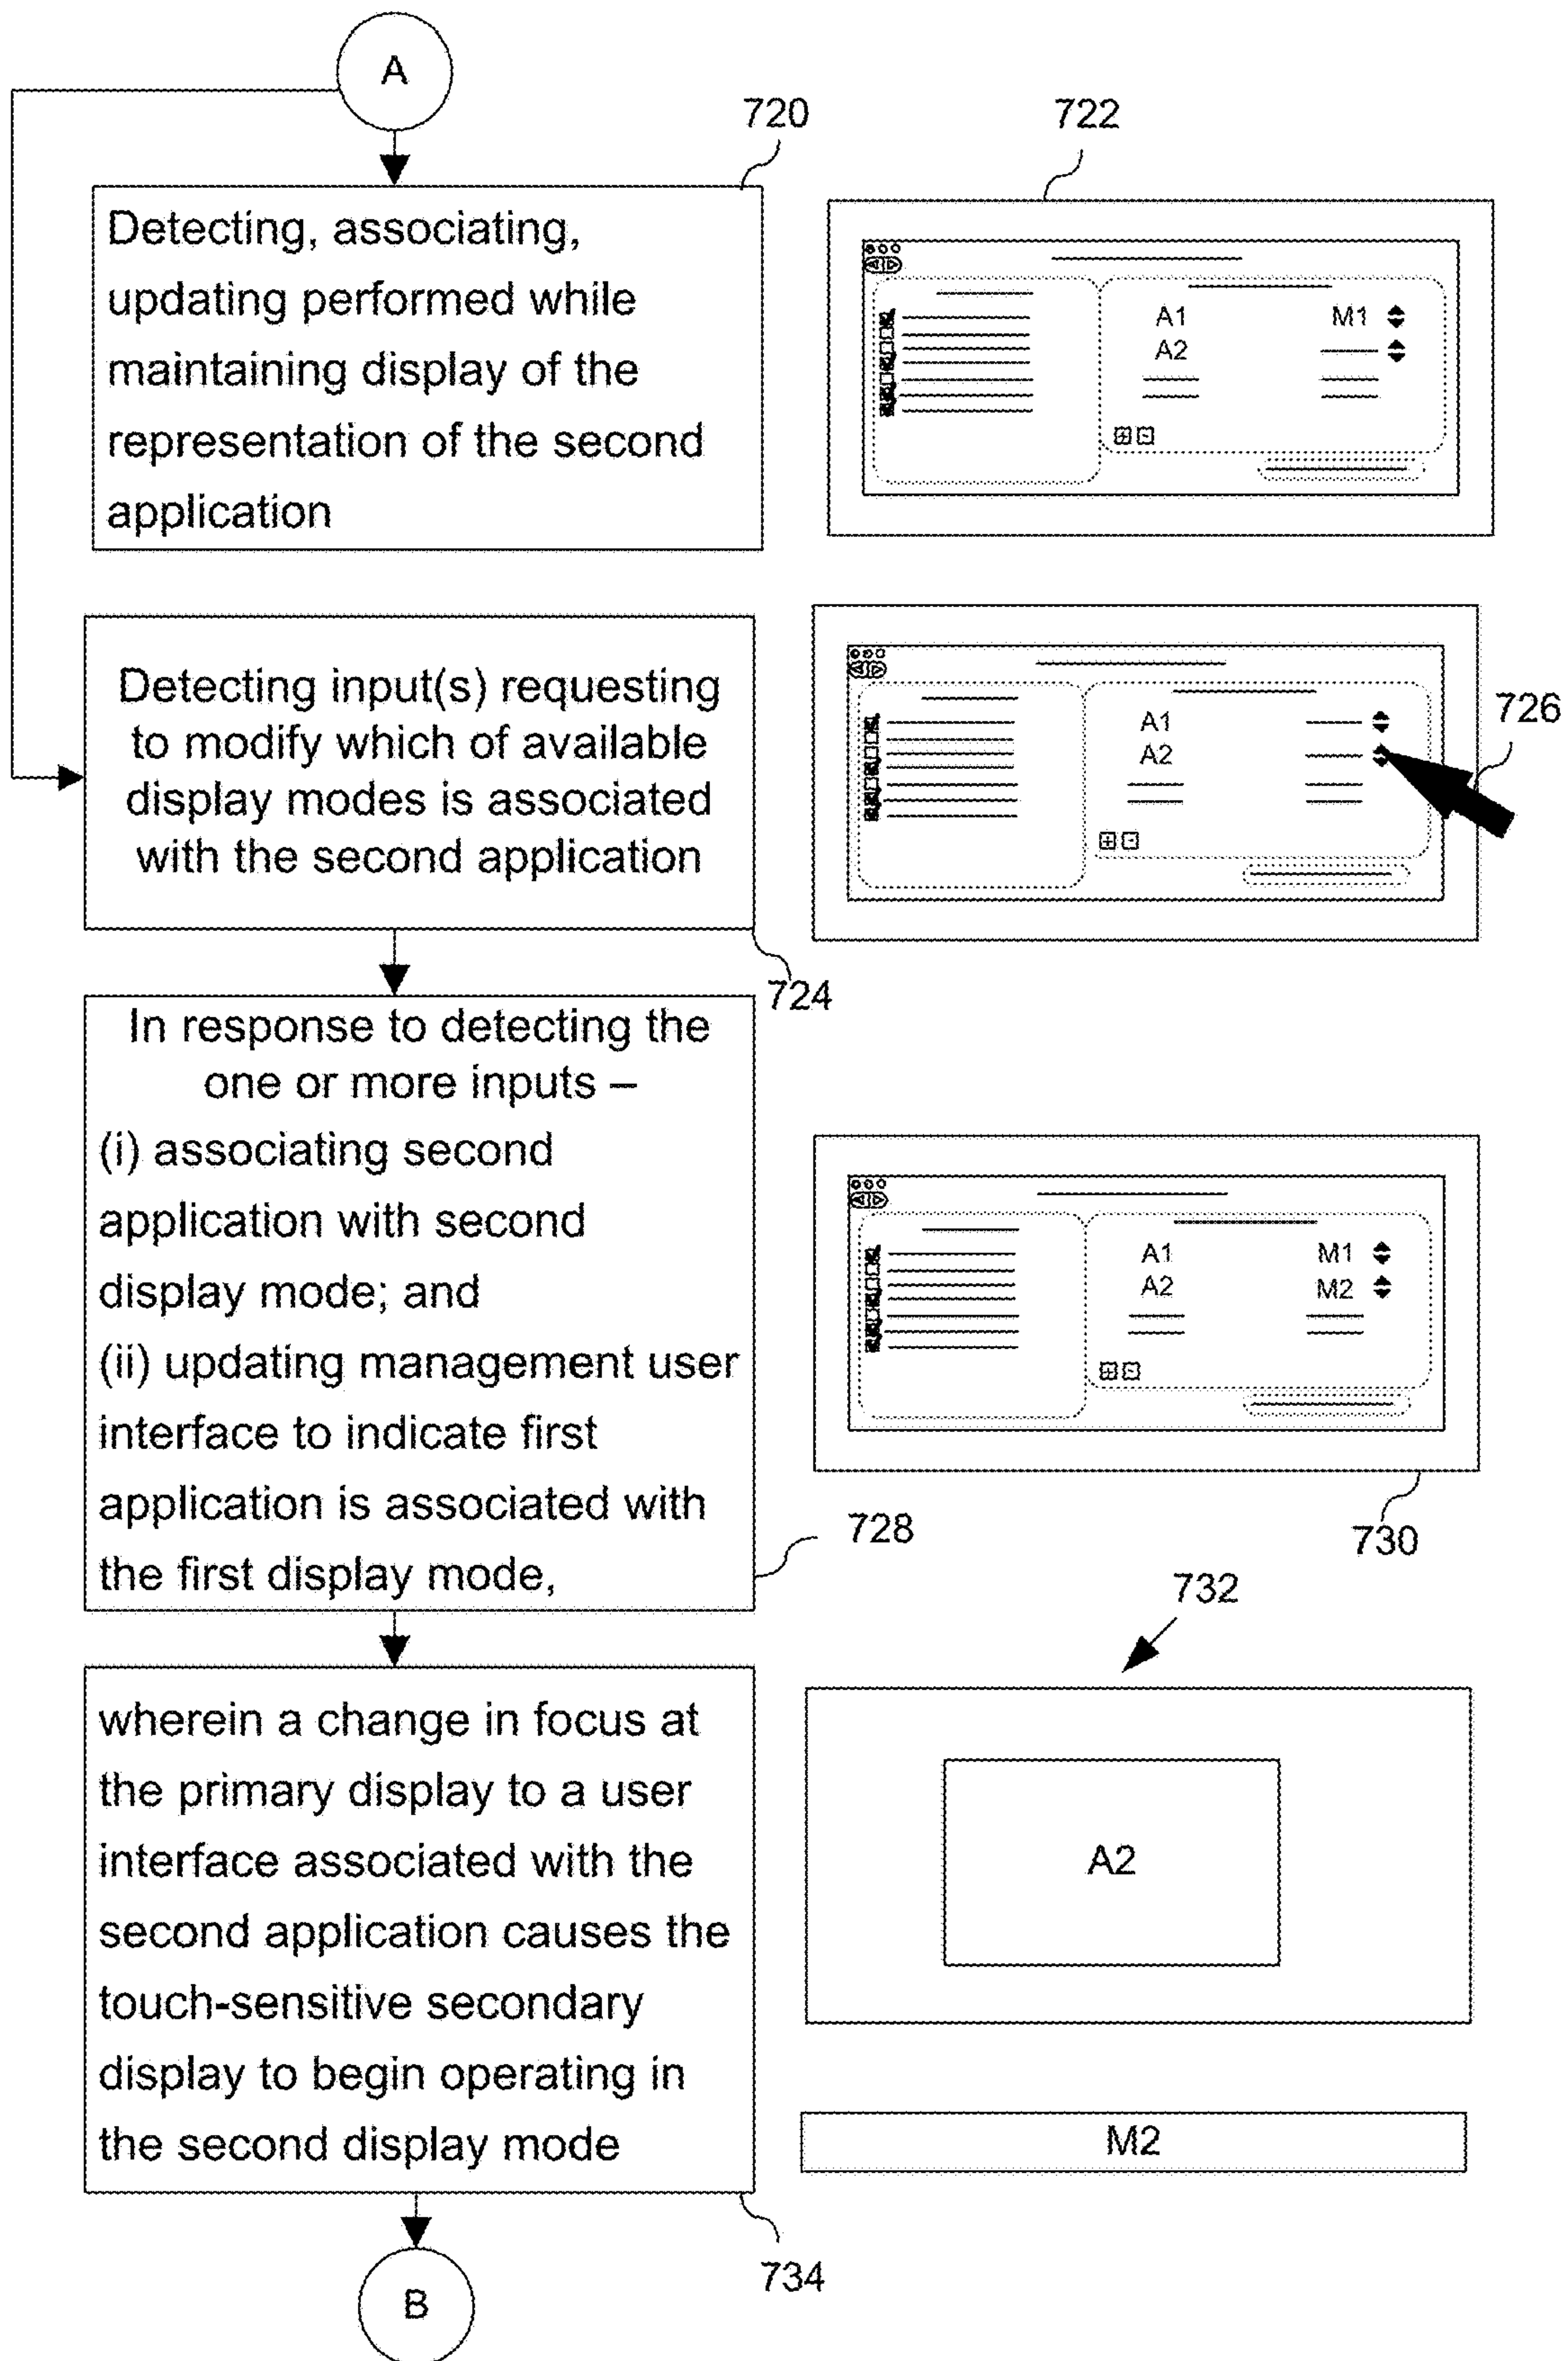 A
720
722
Detecting, associating,
updating performed while
maintaining display of the
representation of the second
application
A1
M1
A2
Detecting input(s) requesting
to modify which of available
display modes is associated
with the second application
A1
A2
726
724
In response to detecting the
one or more inputs –
(i) associating second
application with second
display mode; and
(ii) updating management user
interface to indicate first
application is associated with
the first display mode,
A1
M1
A2
M2
728
730
732
wherein a change in focus at
the primary display to a user
interface associated with the
second application causes the
touch-sensitive secondary
display to begin operating in
the second display mode
A2
M2
734
B